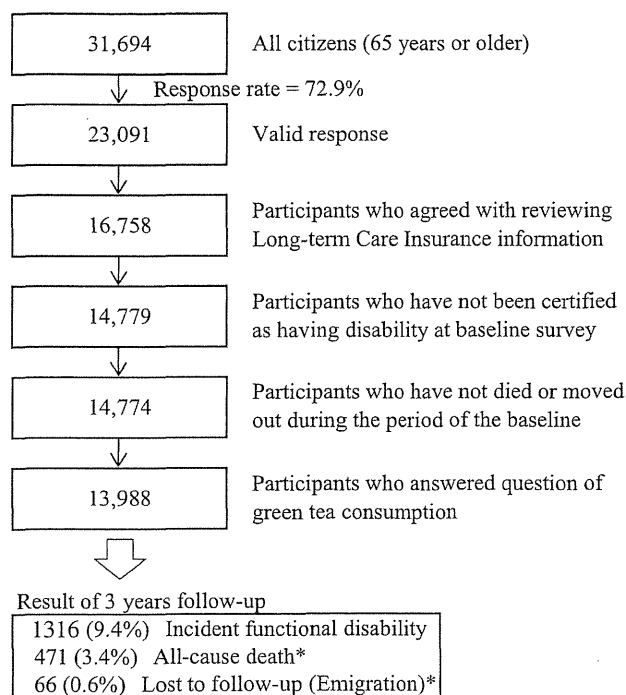 31,694
All citizens (65 years or older)
Response rate = 72.9%
23,091
Valid response
16,758
Participants who agreed with reviewing
Long-term Care Insurance information
14,779
Participants who have not been certified
as having disability at baseline survey
14,774
Participants who have not died or moved
out during the period of the baseline
13,988
Participants who answered question of
green tea consumption
Result of 3 years follow-up
1316 (9.4%) Incident functional disability
471 (3.4%) All-cause death*
66 (0.6%) Lost to follow-up (Emigration)*